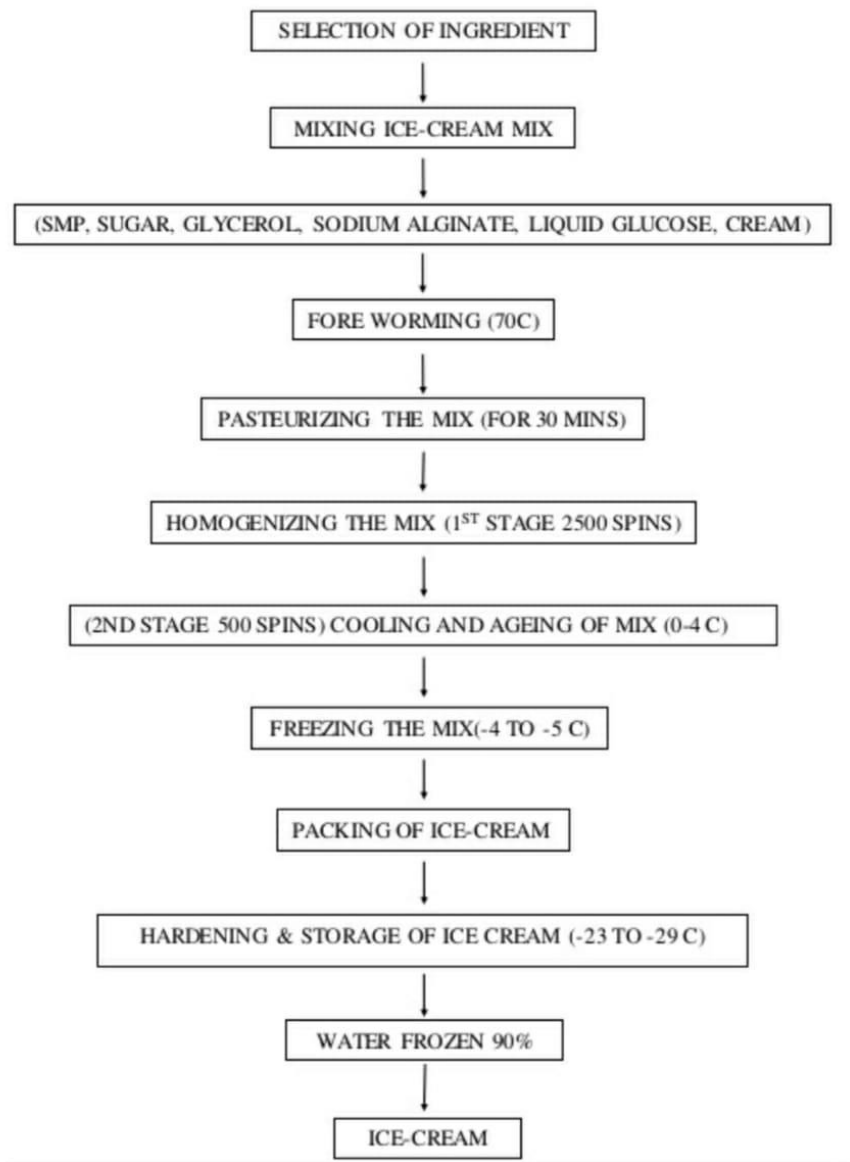 SELECTION OF INGREDIENT
MIXING ICE-CREAM MIX
(SMP, SUGAR, GLYCEROL, SODIUM ALGINATE, LIQUID GLUCOSE, CREAM)
FORE WORMING (70C)
PASTEURIZING THE MIX (FOR 30 MINS)
HOMOGENIZING THE MIX (1ST STAGE 2500 SPINS)
(2ND STAGE 500 SPINS) COOLING AND AGEING OF MIX (0-4 C)
FREEZING THE MIX(-4 TO -5 C)
PACKING OF ICE-CREAM
HARDENING & STORAGE OF ICE CREAM (-23 TO -29 C)
WATER FROZEN 90%
ICE-CREAM